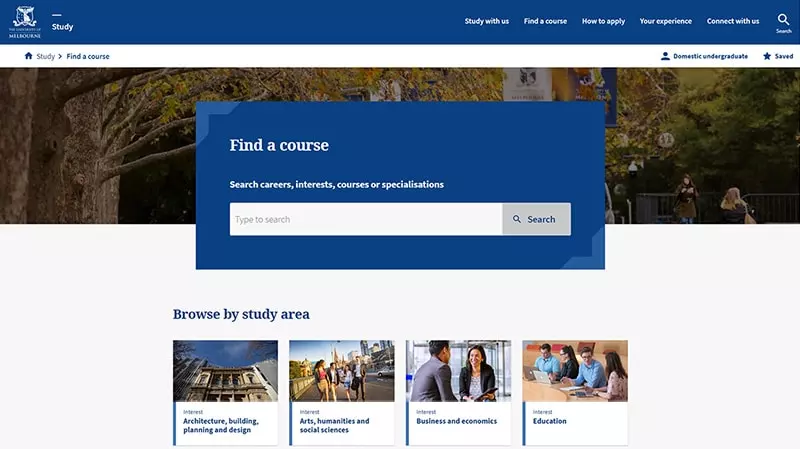 THE UNIVERSITY OF
MELBOURNE
Study
Study with us
Find a course
How to apply
Your experience
Connect with us
Search
Study
Find a course
Domestic undergraduate
Saved
MELBOURNE
Find a course
Search careers, interests, courses or specialisations
Type to search
Search
Browse by study area
Interest
Architecture, building,
planning and design
Interest
Arts, humanities and
social sciences
Interest
Business and economics
Interest
Education